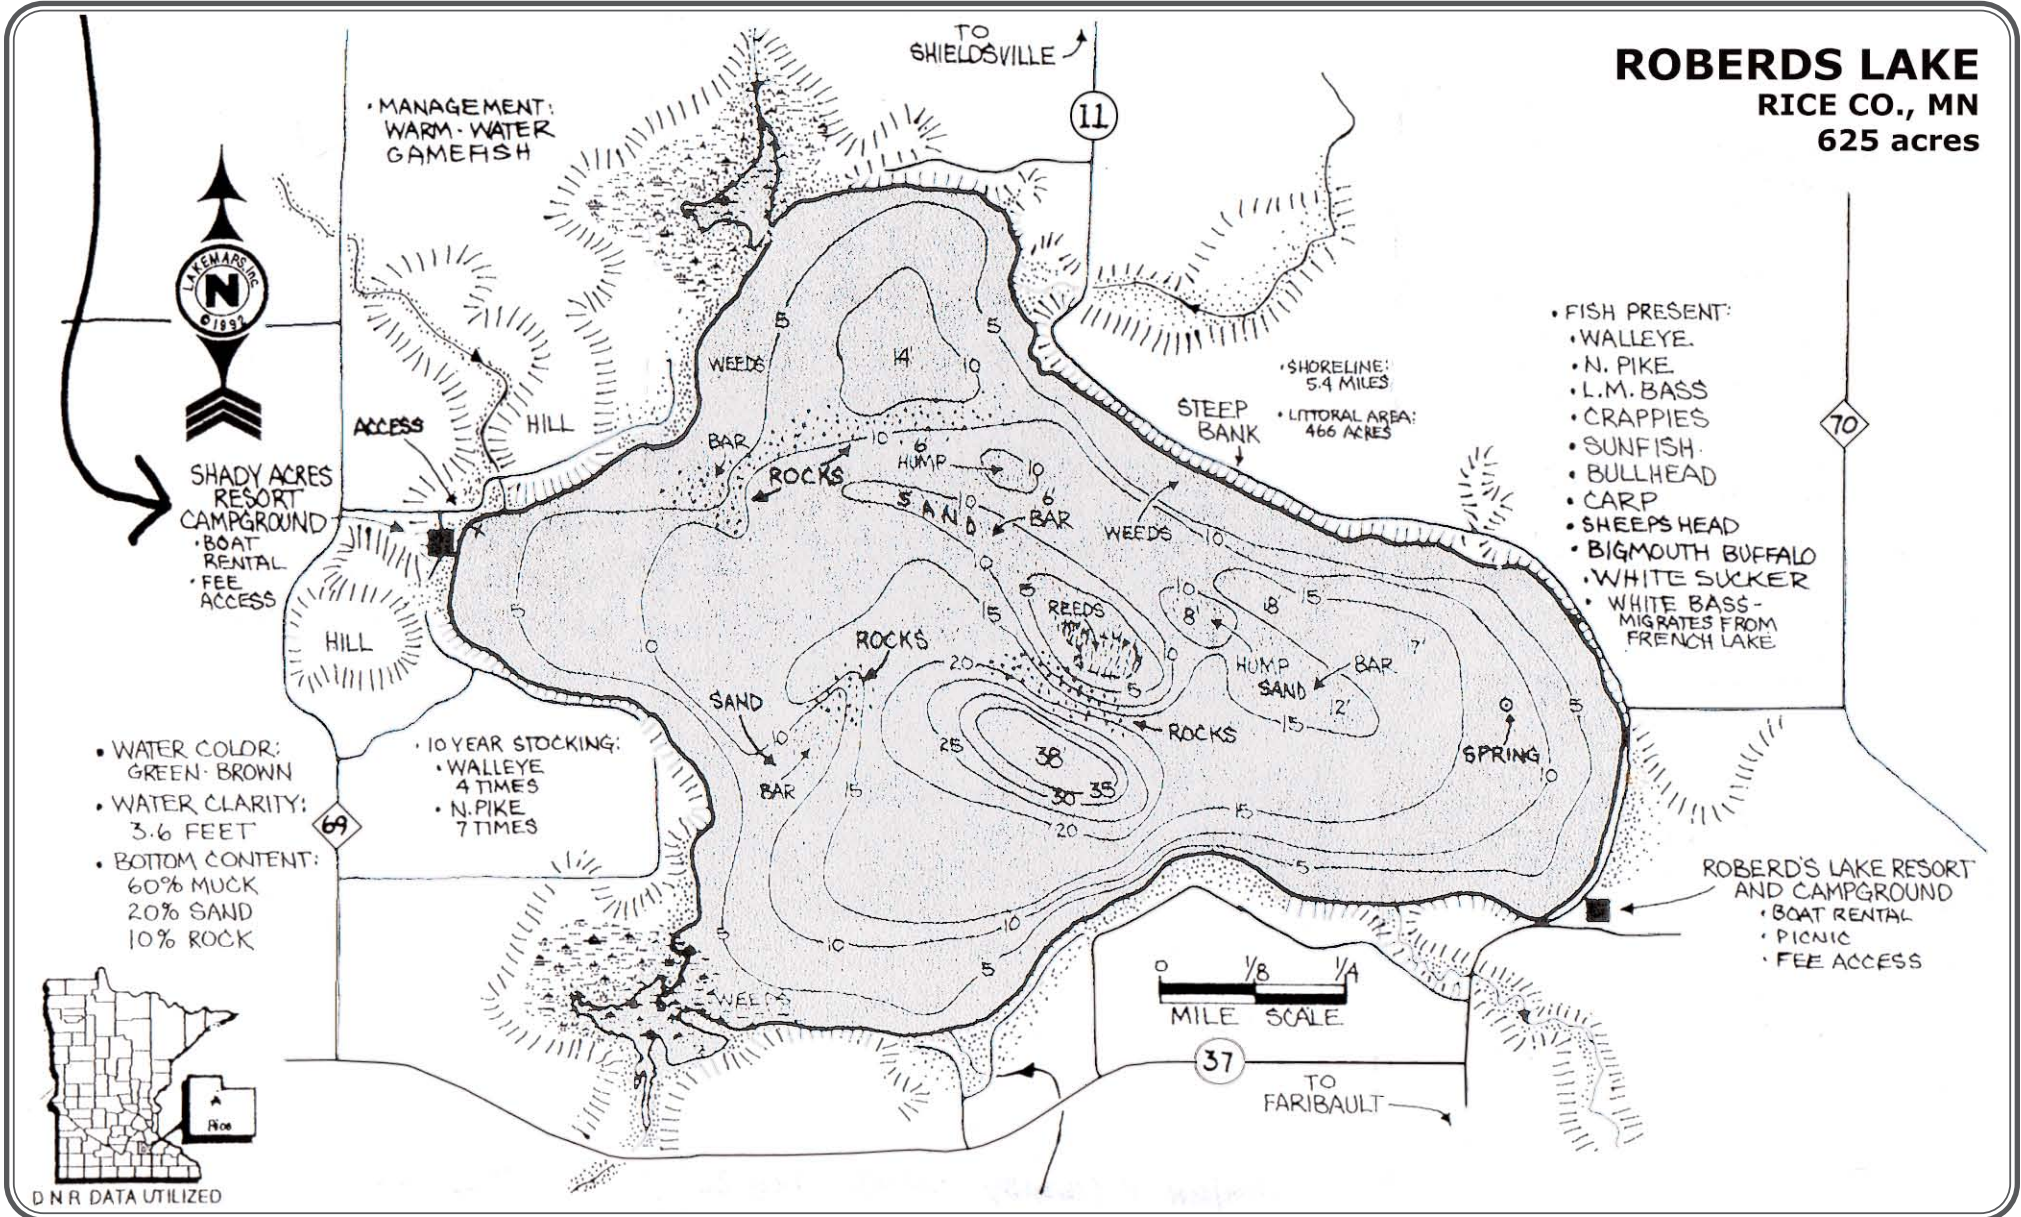 ROBERDS LAKE
RICE CO., MN
625 acres
TO
SHIELDSVILLE
11
• MANAGEMENT:
WARM-WATER
GAMEFISH
LAKEMAPS, INC
N
©1992
ACCESS
HILL
SHADY ACRES
RESORT
CAMPGROUND
• BOAT
RENTAL
• FEE
ACCESS
HILL
• SHORELINE:
5.4 MILES
• LITTORAL AREA:
466 ACRES
STEEP
BANK
• FISH PRESENT:
• WALLEYE
• N. PIKE
• L.M. BASS
• CRAPPIES
• SUNFISH
• BULLHEAD
• CARP
• SHEEPSHEAD
• BIGMOUTH BUFFALO
• WHITE SUCKER
• WHITE BASS-
MIGRATES FROM
FRENCH LAKE
70
5
5
WEEDS
14'
10
BAR
10
6'
HUMP
10
ROCKS
SAND
10
6'
BAR
WEEDS
10
10
5
REEDS
10
8'
18'
15
15
5
10
ROCKS
10
HUMP
BAR
7'
20
SAND
5
SAND
12'
15
5
10
ROCKS
SPRING
25
38
BAR
15
30
35
10
20
15
5
10
10
5
5
WEEDS
• WATER COLOR:
GREEN-BROWN
• WATER CLARITY:
3.6 FEET
• BOTTOM CONTENT:
60% MUCK
20% SAND
10% ROCK
• 10 YEAR STOCKING:
• WALLEYE
4 TIMES
• N. PIKE
7 TIMES
69
ROBERD'S LAKE RESORT
AND CAMPGROUND
• BOAT RENTAL
• PICNIC
• FEE ACCESS
0 1/8 1/4
MILE SCALE
37
TO
FARIBAULT
Rice
DNR DATA UTILIZED